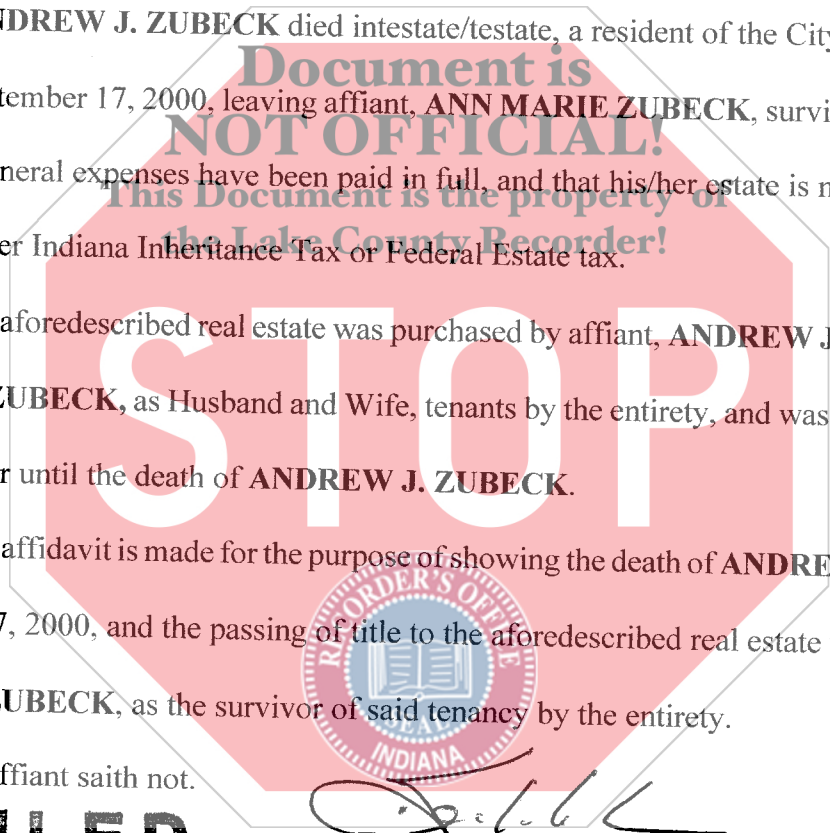 NDREW J. ZUBECK died intestate/testate, a resident of the City
Document is
tember 17, 2000, leaving affiant, ANN MARIE ZUBECK, survi
NOT OFFICIAL!
neral expenses have been paid in full, and that his/her estate is n
This Document is the property of
er Indiana Inheritance Tax or Federal Estate tax.
the Lake County Recorder!
aforedescribed real estate was purchased by affiant, ANDREW J
STOP
ZUBECK, as Husband and Wife, tenants by the entirety, and was
r until the death of ANDREW J. ZUBECK.
affidavit is made for the purpose of showing the death of ANDRE
7, 2000, and the passing of title to the aforedescribed real estate
ZUBECK, as the survivor of said tenancy by the entirety.
RECORDER'S OFFICE
SEAL
INDIANA
ffiant saith not.